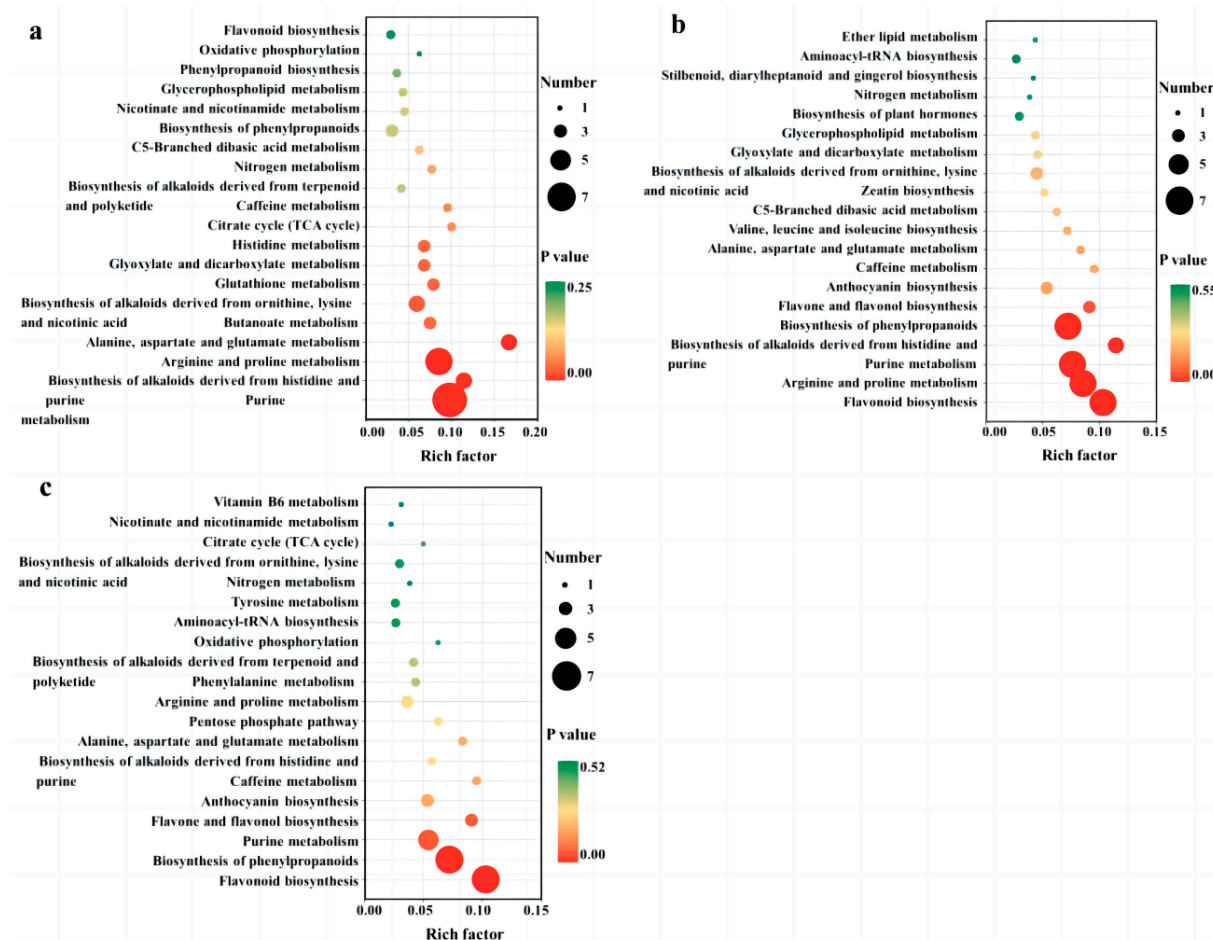 a
Flavonoid biosynthesis
Oxidative phosphorylation
Phenylpropanoid biosynthesis
Glycerophospholipid metabolism
Nicotinate and nicotinamide metabolism
Biosynthesis of phenylpropanoids
C5-Branched dibasic acid metabolism
Nitrogen metabolism
Biosynthesis of alkaloids derived from terpenoid
and polyketide Caffeine metabolism
Citrate cycle (TCA cycle)
Histidine metabolism
Glyoxylate and dicarboxylate metabolism
Glutathione metabolism
Biosynthesis of alkaloids derived from ornithine, lysine
and nicotinic acid Butanoate metabolism
Alanine, aspartate and glutamate metabolism
Arginine and proline metabolism
Biosynthesis of alkaloids derived from histidine and
purine Purine
metabolism
0.00 0.05 0.10 0.15 0.20
Rich factor
Number
1
3
5
7
P value
0.25
0.00
b
Ether lipid metabolism
Aminoacyl-tRNA biosynthesis
Stilbenoid, diarylheptanoid and gingerol biosynthesis
Nitrogen metabolism
Biosynthesis of plant hormones
Glycerophospholipid metabolism
Glyoxylate and dicarboxylate metabolism
Biosynthesis of alkaloids derived from ornithine, lysine
and nicotinic acid Zeatin biosynthesis
C5-Branched dibasic acid metabolism
Valine, leucine and isoleucine biosynthesis
Alanine, aspartate and glutamate metabolism
Caffeine metabolism
Anthocyanin biosynthesis
Flavone and flavonol biosynthesis
Biosynthesis of phenylpropanoids
Biosynthesis of alkaloids derived from histidine and
purine Purine metabolism
Arginine and proline metabolism
Flavonoid biosynthesis
0.00 0.05 0.10 0.15
Rich factor
Number
1
3
5
7
P value
0.55
0.00
c
Vitamin B6 metabolism
Nicotinate and nicotinamide metabolism
Citrate cycle (TCA cycle)
Biosynthesis of alkaloids derived from ornithine, lysine
and nicotinic acid Nitrogen metabolism
Tyrosine metabolism
Aminoacyl-tRNA biosynthesis
Oxidative phosphorylation
Biosynthesis of alkaloids derived from terpenoid and
polyketide Phenylalanine metabolism
Arginine and proline metabolism
Pentose phosphate pathway
Alanine, aspartate and glutamate metabolism
Biosynthesis of alkaloids derived from histidine and
purine Caffeine metabolism
Anthocyanin biosynthesis
Flavone and flavonol biosynthesis
Purine metabolism
Biosynthesis of phenylpropanoids
Flavonoid biosynthesis
0.00 0.05 0.10 0.15
Rich factor
Number
1
3
5
7
P value
0.52
0.00